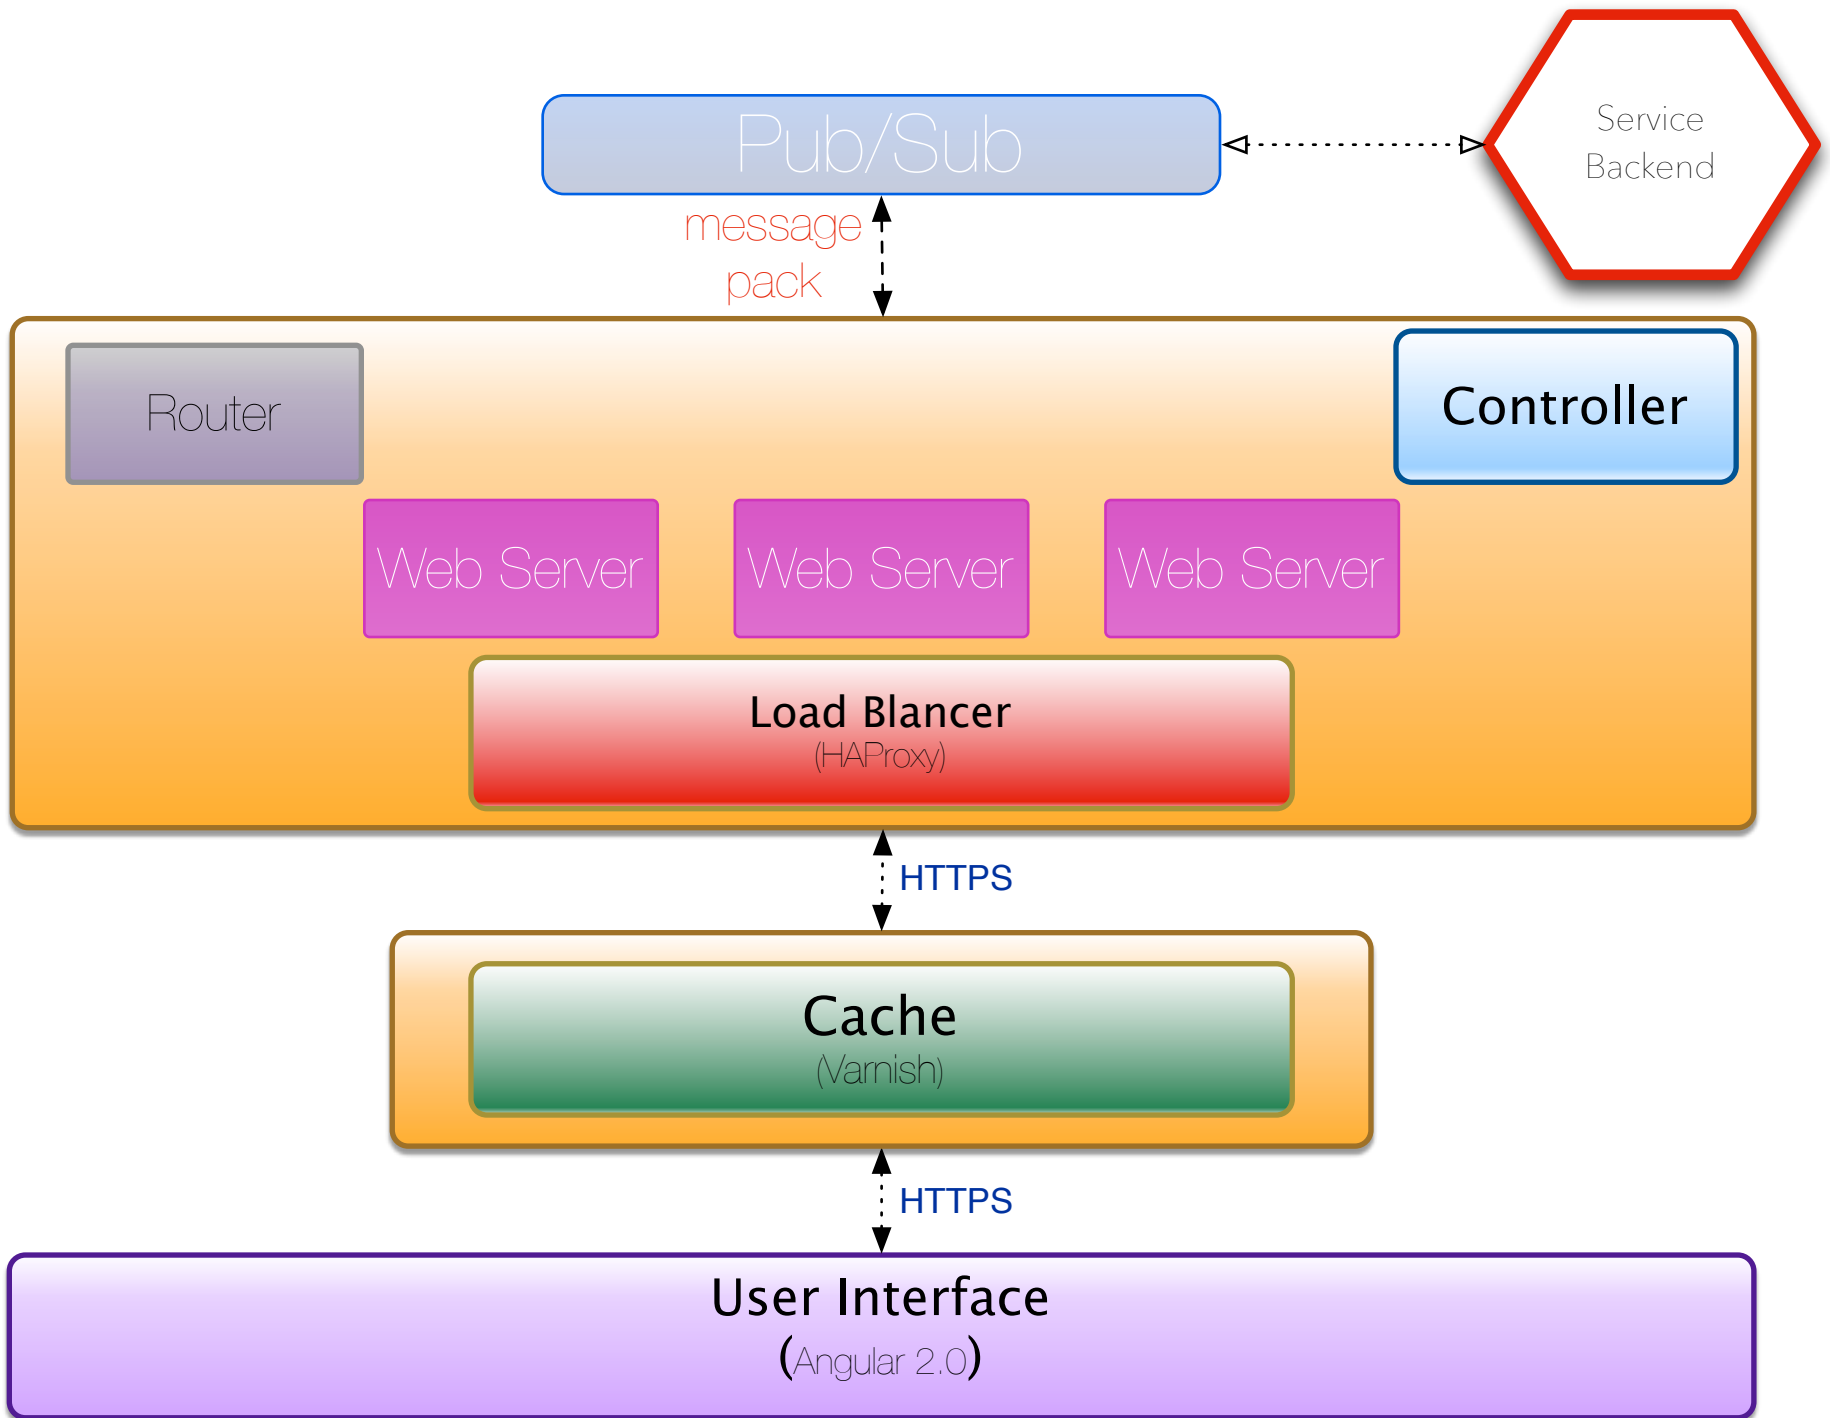 Pub/Sub
Service
Backend
message
pack
Router
Controller
Web Server
Web Server
Web Server
Load Blancer
(HAProxy)
HTTPS
Cache
(Varnish)
HTTPS
User Interface
(Angular 2.0)